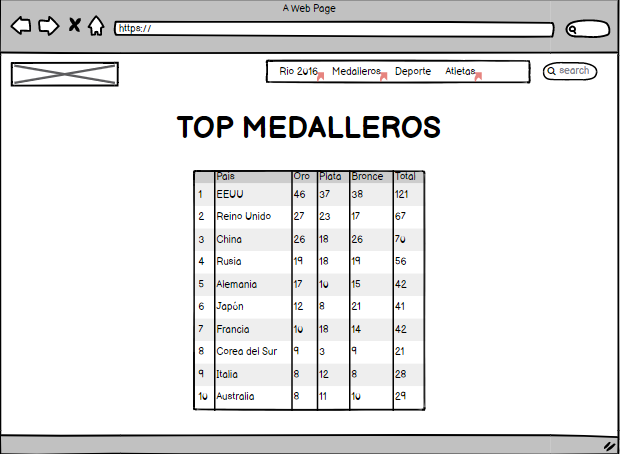 A Web Page
https://
Rio 2016 Medalleros Deporte Atletas
search
TOP MEDALLEROS
País Oro Plata Bronce Total
1 EEUU 46 37 38 121
2 Reino Unido 27 23 17 67
3 China 26 18 26 70
4 Rusia 19 18 19 56
5 Alemania 17 10 15 42
6 Japón 12 8 21 41
7 Francia 10 18 14 42
8 Corea del Sur 9 3 9 21
9 Italia 8 12 8 28
10 Australia 8 11 10 29